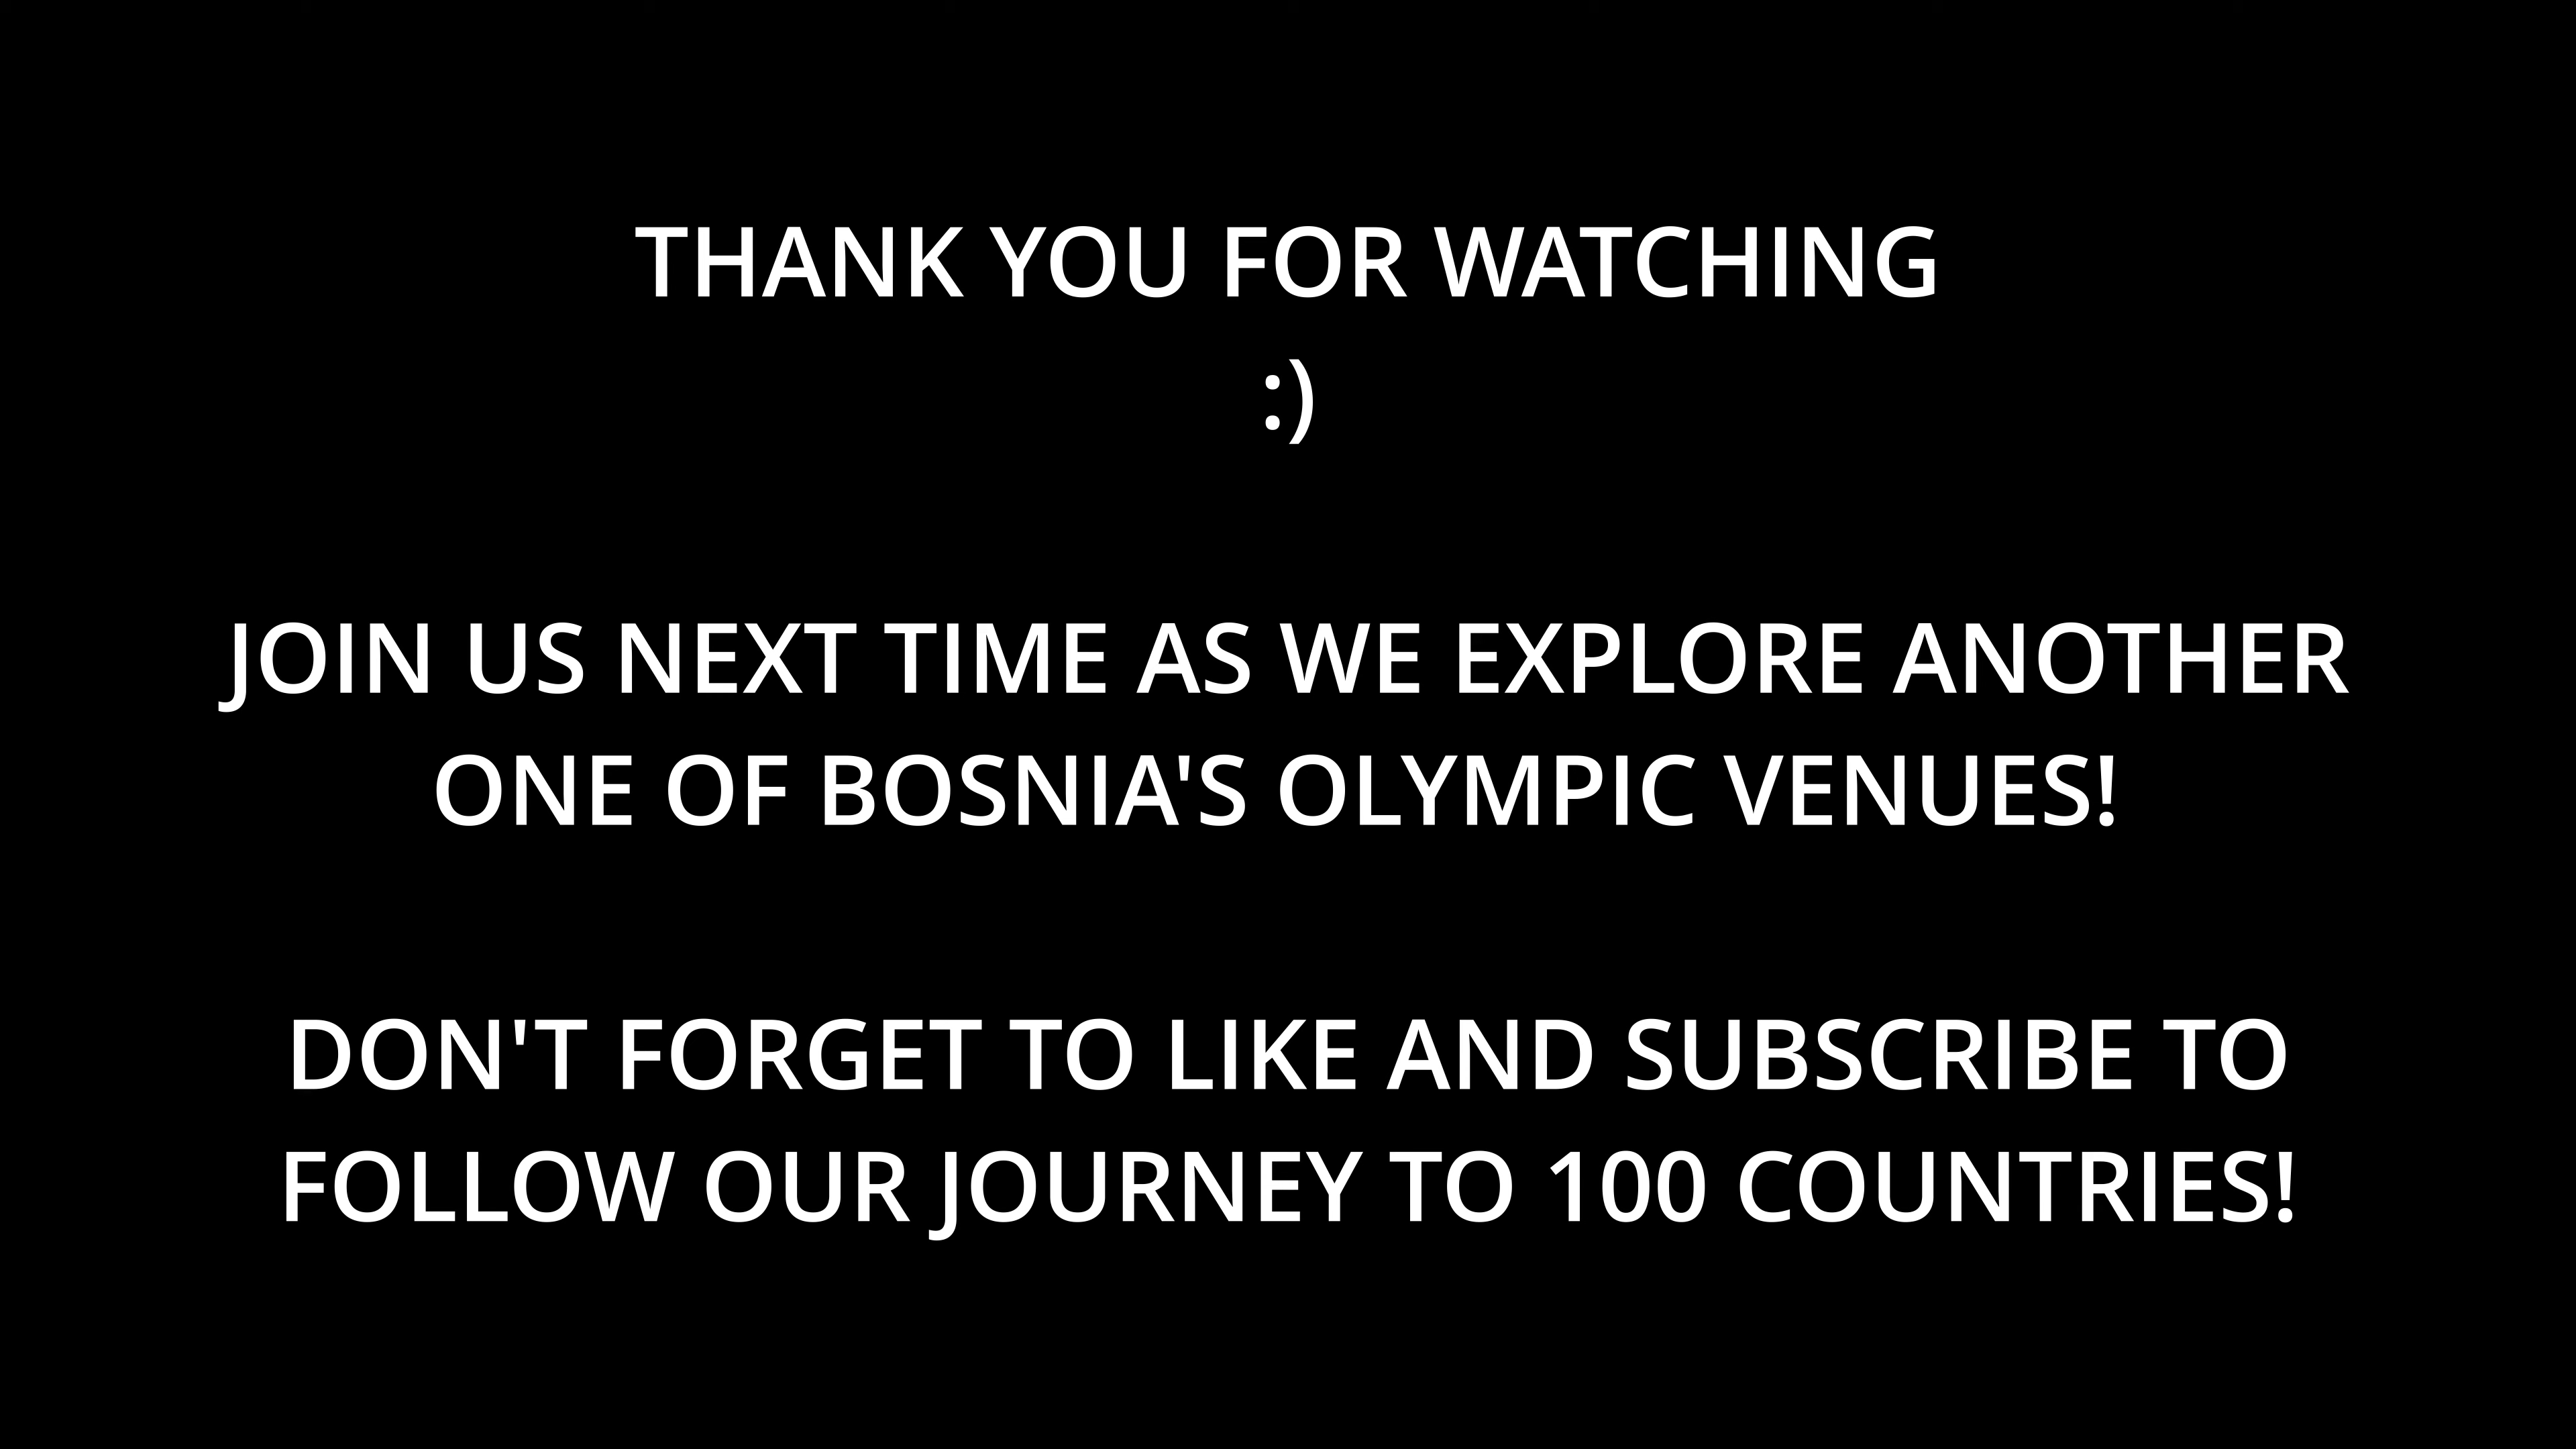 THANK YOU FOR WATCHING
:)
JOIN US NEXT TIME AS WE EXPLORE ANOTHER
ONE OF BOSNIA'S OLYMPIC VENUES!
DON'T FORGET TO LIKE AND SUBSCRIBE TO
FOLLOW OUR JOURNEY TO 100 COUNTRIES!